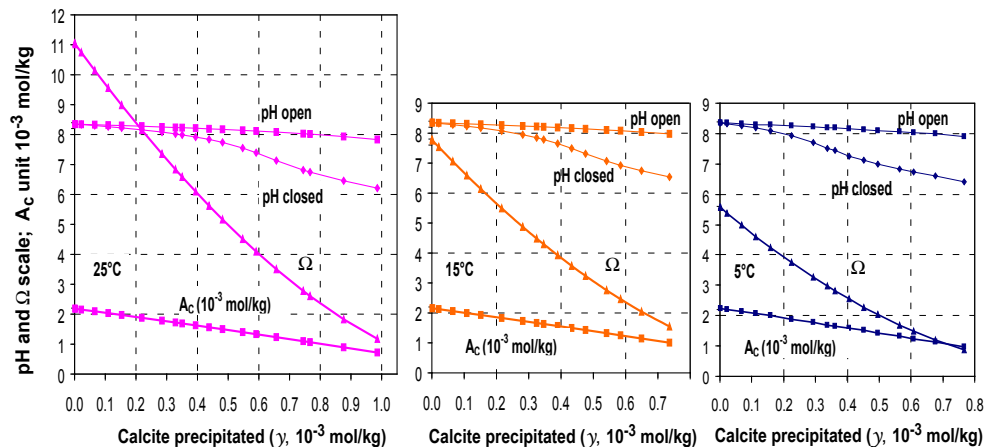 pH and Ω scale; A_C unit 10⁻³ mol/kg
12
11
10
9
8
7
6
5
4
3
2
1
0
pH open
pH closed
Ω
25°C
A_C (10⁻³ mol/kg)
0.0 0.1 0.2 0.3 0.4 0.5 0.6 0.7 0.8 0.9 1.0
Calcite precipitated (γ, 10⁻³ mol/kg)
9
8
7
6
5
4
3
2
1
0
pH open
pH closed
15°C
Ω
A_C (10⁻³ mol/kg)
0.0 0.1 0.2 0.3 0.4 0.5 0.6 0.7
Calcite precipitated (γ, 10⁻³ mol/kg)
9
8
7
6
5
4
3
2
1
0
pH open
pH closed
5°C
Ω
A_C (10⁻³ mol/kg)
0.0 0.1 0.2 0.3 0.4 0.5 0.6 0.7 0.8
Calcite precipitated (γ, 10⁻³ mol/kg)